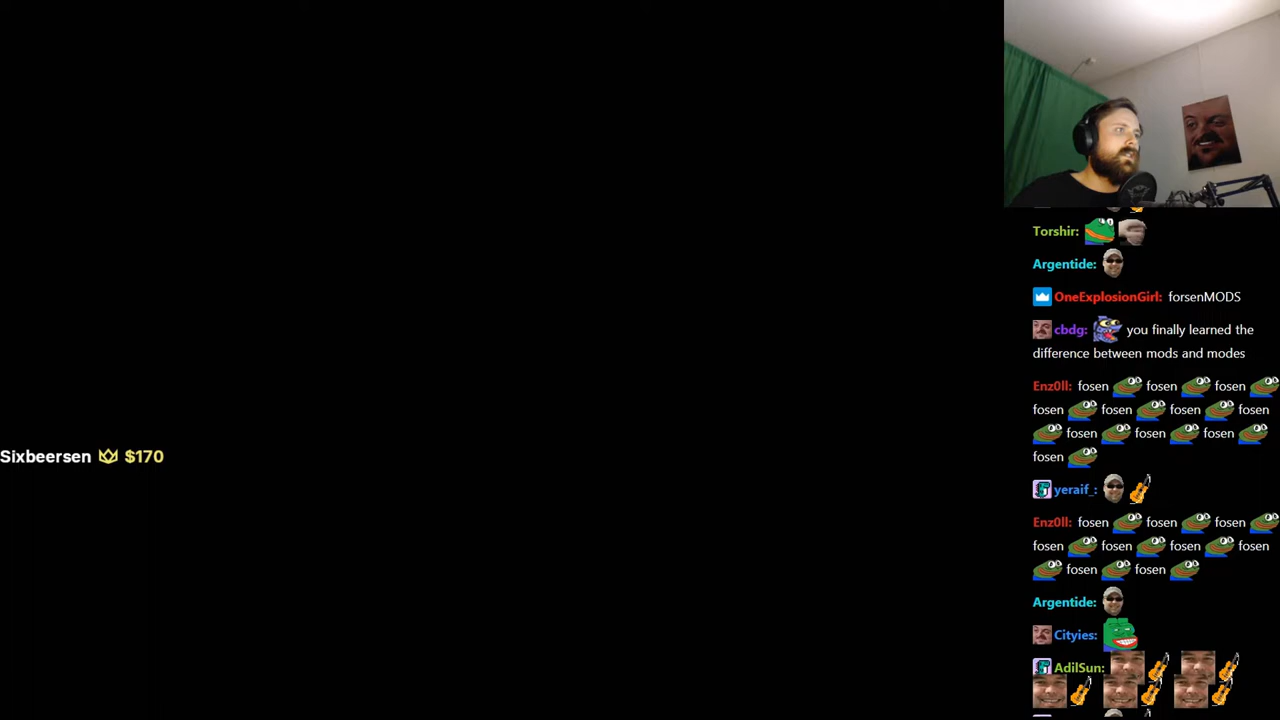 Torshir:
Argentide:
OneExplosionGirl: forsenMODS
cbdg: you finally learned the
difference between mods and modes
Enz0ll: fosen fosen fosen
fosen fosen fosen fosen
fosen fosen fosen
fosen
Sixbeersen $170
yeraif_:
Enz0ll: fosen fosen fosen
fosen fosen fosen fosen
fosen fosen
Argentide:
Cityies:
AdilSun: